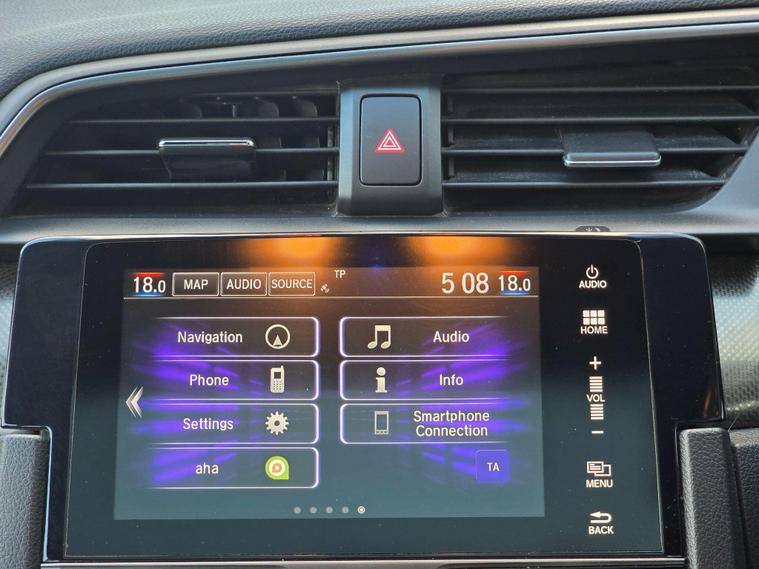 18.0 MAP AUDIO SOURCE TP 5 08 18.0
Navigation
Audio
Phone
Info
Settings
Smartphone
Connection
aha
TA
AUDIO
HOME
+
VOL
−
MENU
BACK